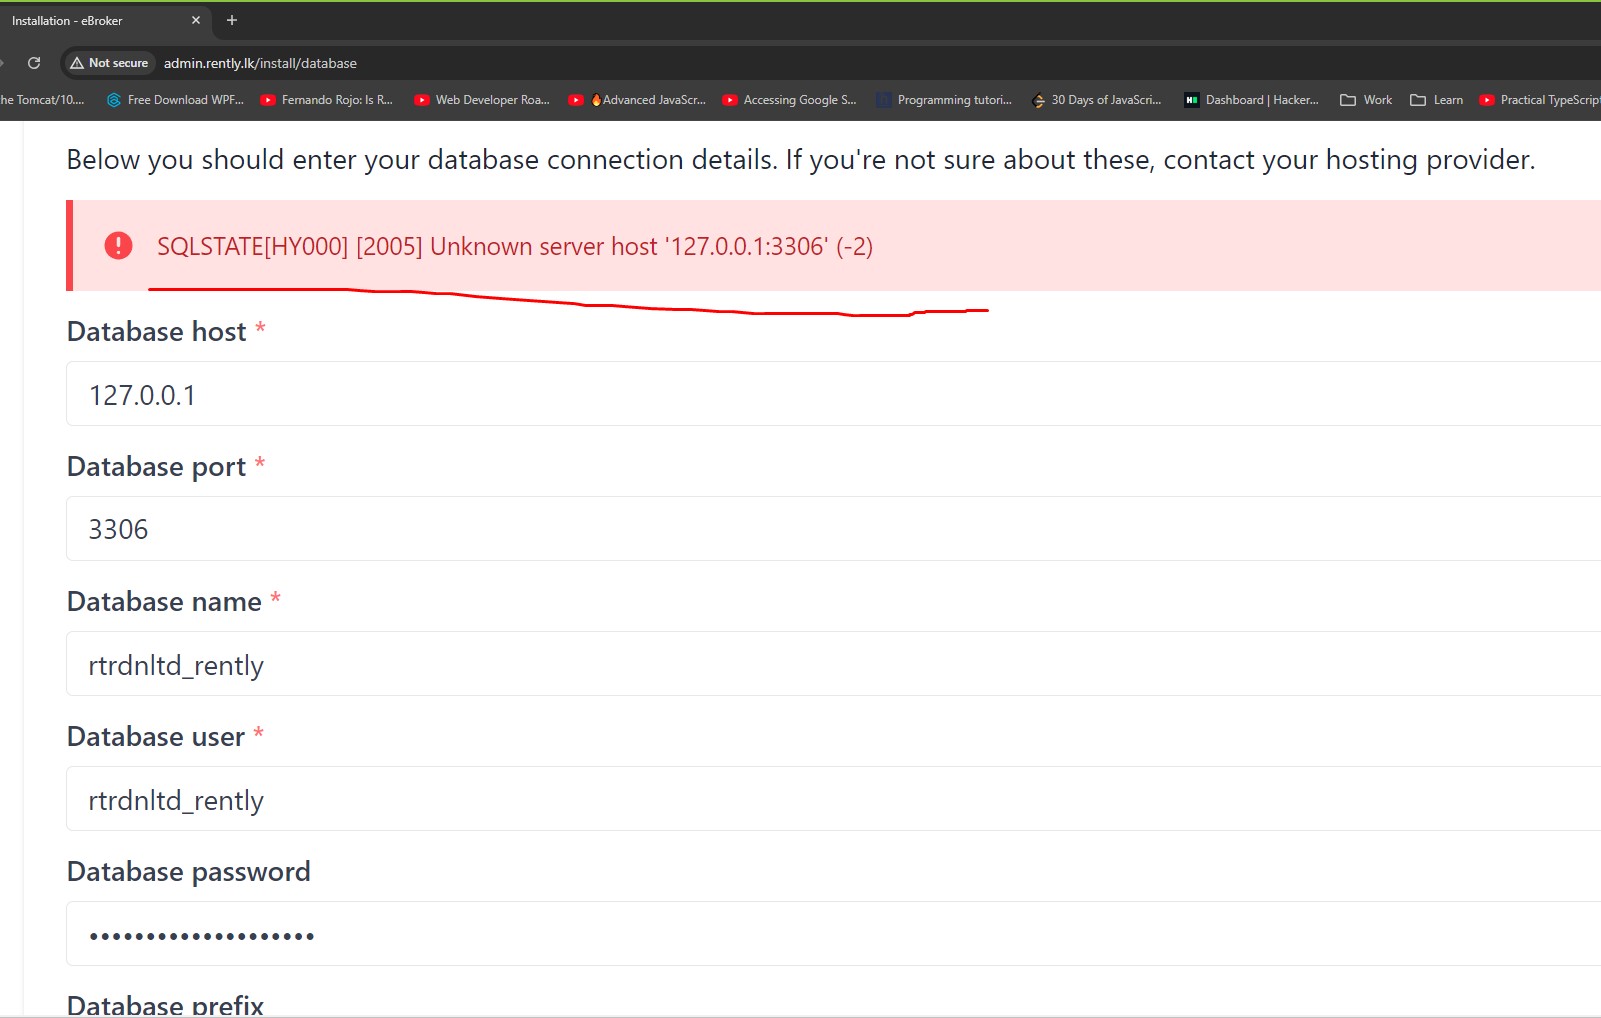 Installation - eBroker
Not secure admin.rently.lk/install/database
he Tomcat/10.... Free Download WPF... Fernando Rojo: Is R... Web Developer Roa... Advanced JavaScr... Accessing Google S... Programming tutori... 30 Days of JavaScri... Dashboard | Hacker... Work Learn Practical TypeScript
Below you should enter your database connection details. If you're not sure about these, contact your hosting provider.
SQLSTATE[HY000] [2005] Unknown server host '127.0.0.1:3306' (-2)
Database host *
127.0.0.1
Database port *
3306
Database name *
rtrdnltd_rently
Database user *
rtrdnltd_rently
Database password
••••••••••••••••••••
Database prefix